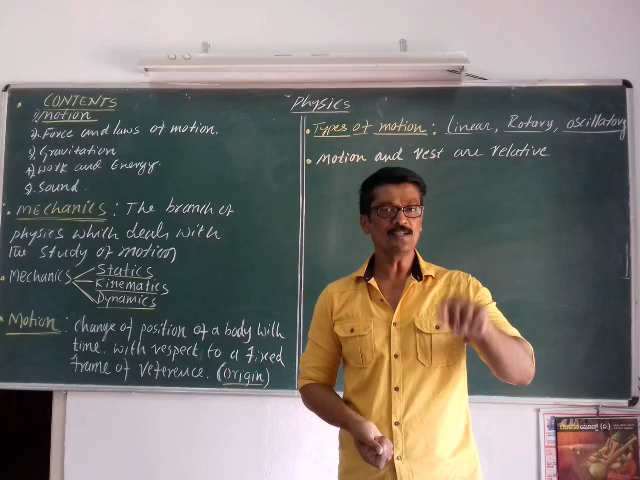 Physics
CONTENTS
1) Motion
2). Force and laws of motion.
3). Gravitation
4). Work and Energy.
5). Sound.
MECHANICS : The branch of
physics which deals with
The study of motion
MECHANICS
Statics
Kinematics
Dynamics
Motion : change of position of a body with
time. with respect to a fixed
frame of reference. (Origin)
Types of motion : Linear, Rotary, oscillatory
Motion and rest are relative